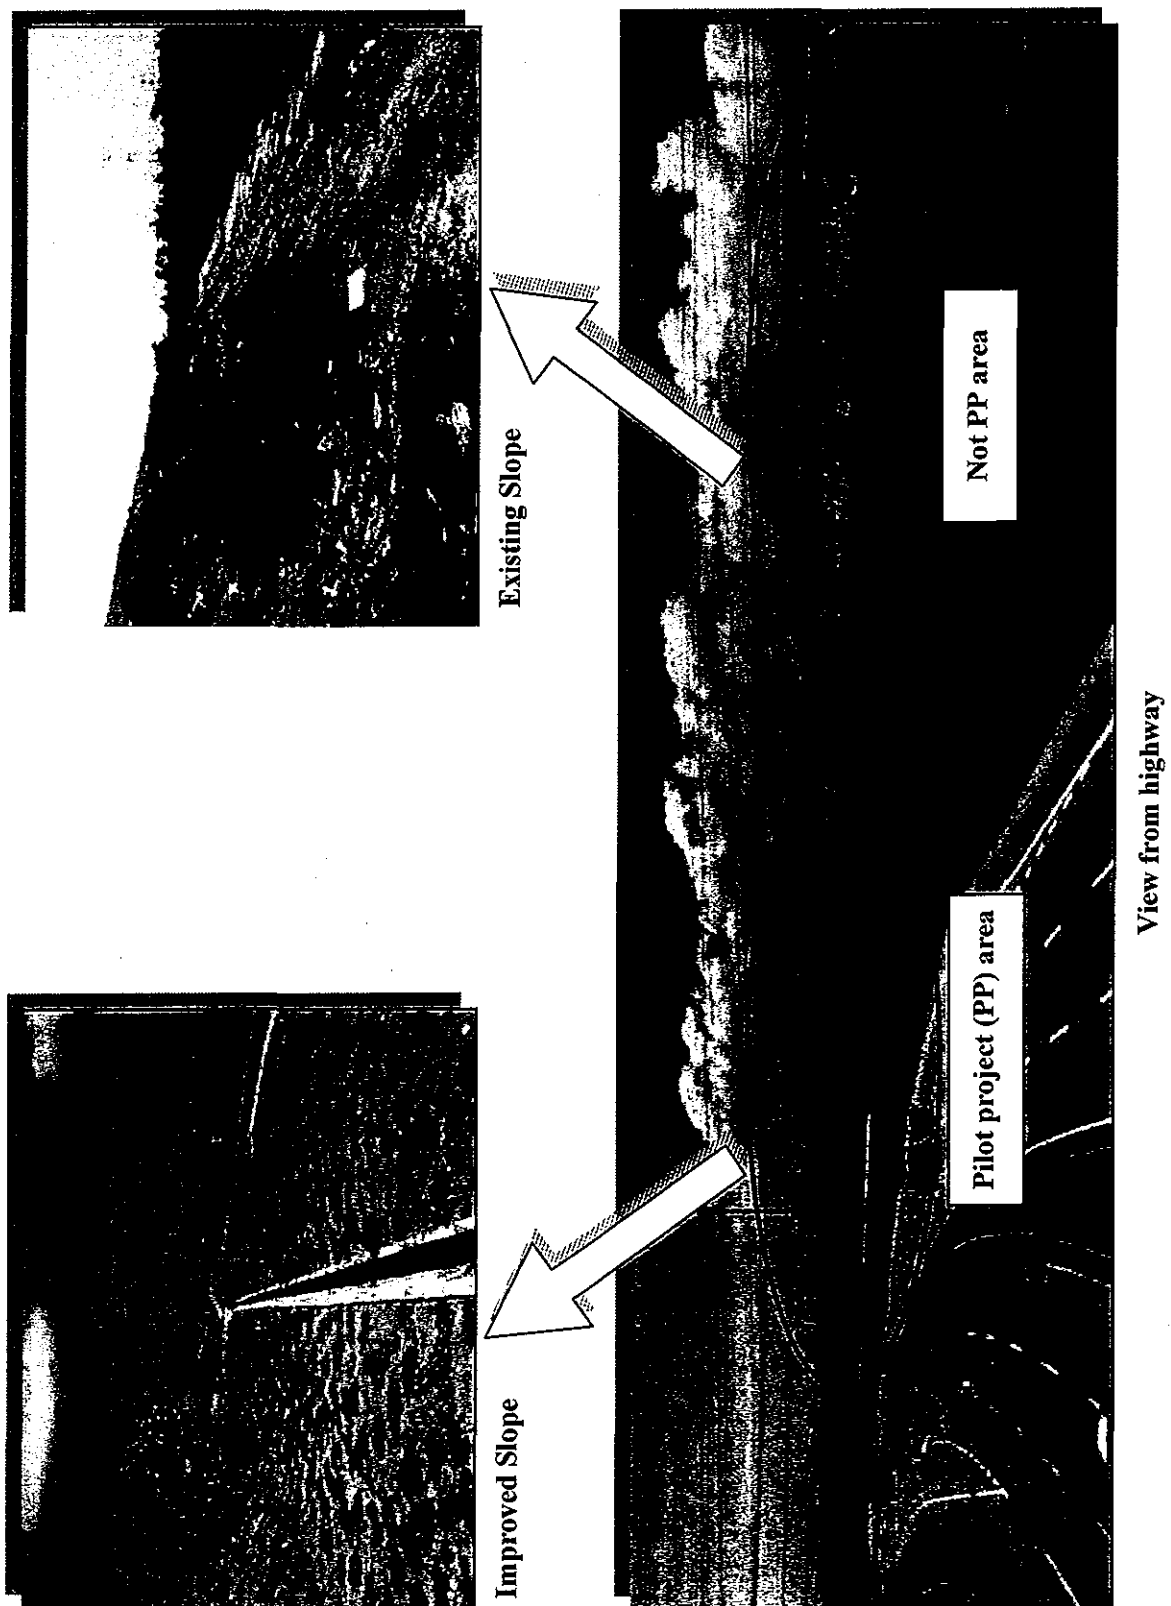 Improved Slope
Existing Slope
Pilot project (PP) area
Not PP area
View from highway